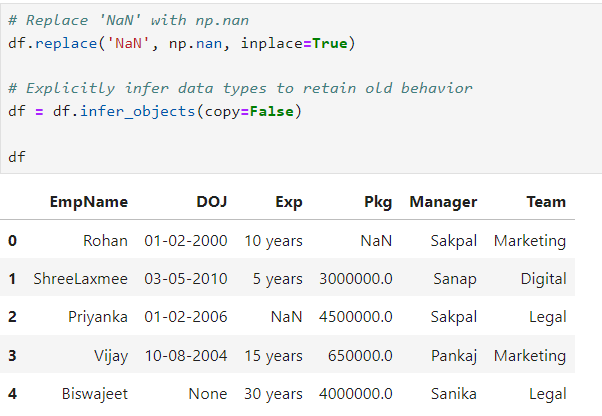 # Replace 'NaN' with np.nan
df.replace('NaN', np.nan, inplace=True)
# Explicitly infer data types to retain old behavior
df = df.infer_objects(copy=False)
df
EmpName DOJ Exp Pkg Manager Team
0 Rohan 01-02-2000 10 years NaN Sakpal Marketing
1 ShreeLaxmee 03-05-2010 5 years 3000000.0 Sanap Digital
2 Priyanka 01-02-2006 NaN 4500000.0 Sakpal Legal
3 Vijay 10-08-2004 15 years 650000.0 Pankaj Marketing
4 Biswajeet None 30 years 4000000.0 Sanika Legal